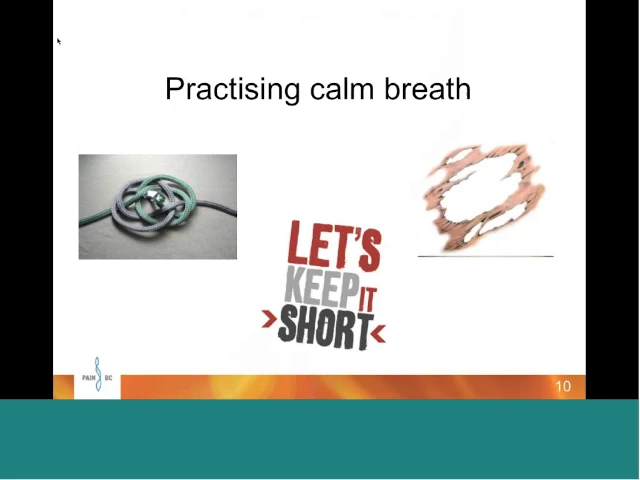 Practising calm breath
LET'S
KEEP IT
>SHORT<
PAIN BC
10